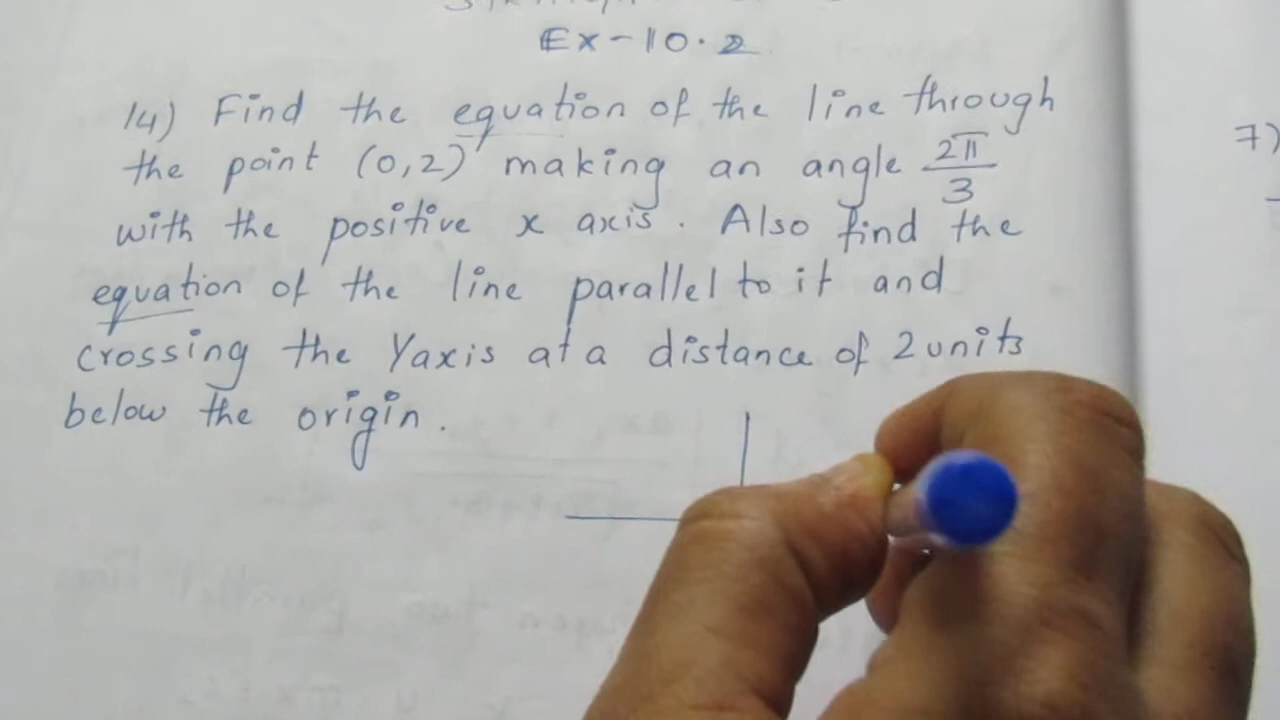 Ex-10.2
14) Find the equation of the line through
the point (0,2) making an angle 2π/3
with the positive x axis. Also find the
equation of the line parallel to it and
crossing the Yaxis at a distance of 2 units
below the origin.
7)